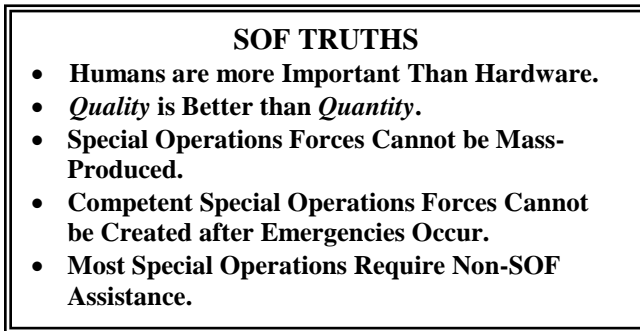 SOF TRUTHS
• Humans are more Important Than Hardware.
• Quality is Better than Quantity.
• Special Operations Forces Cannot be Mass-
Produced.
• Competent Special Operations Forces Cannot
be Created after Emergencies Occur.
• Most Special Operations Require Non-SOF
Assistance.